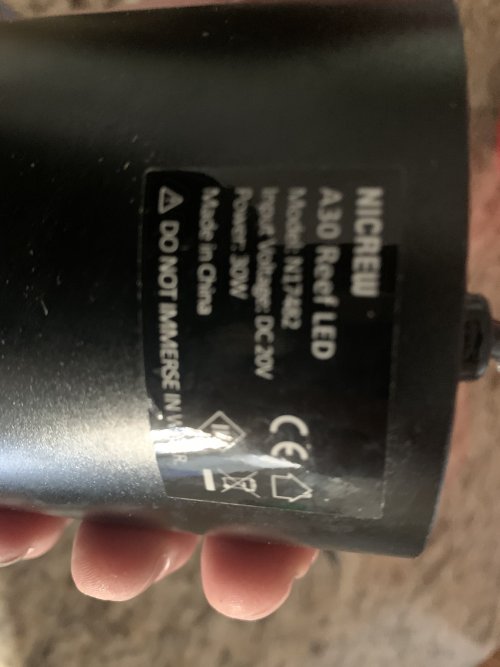 NICREW
A30 Reef LED
Model: N17482
Input Voltage: DC 20V
Power: 30W
Made in China
DO NOT IMMERSE IN
CE